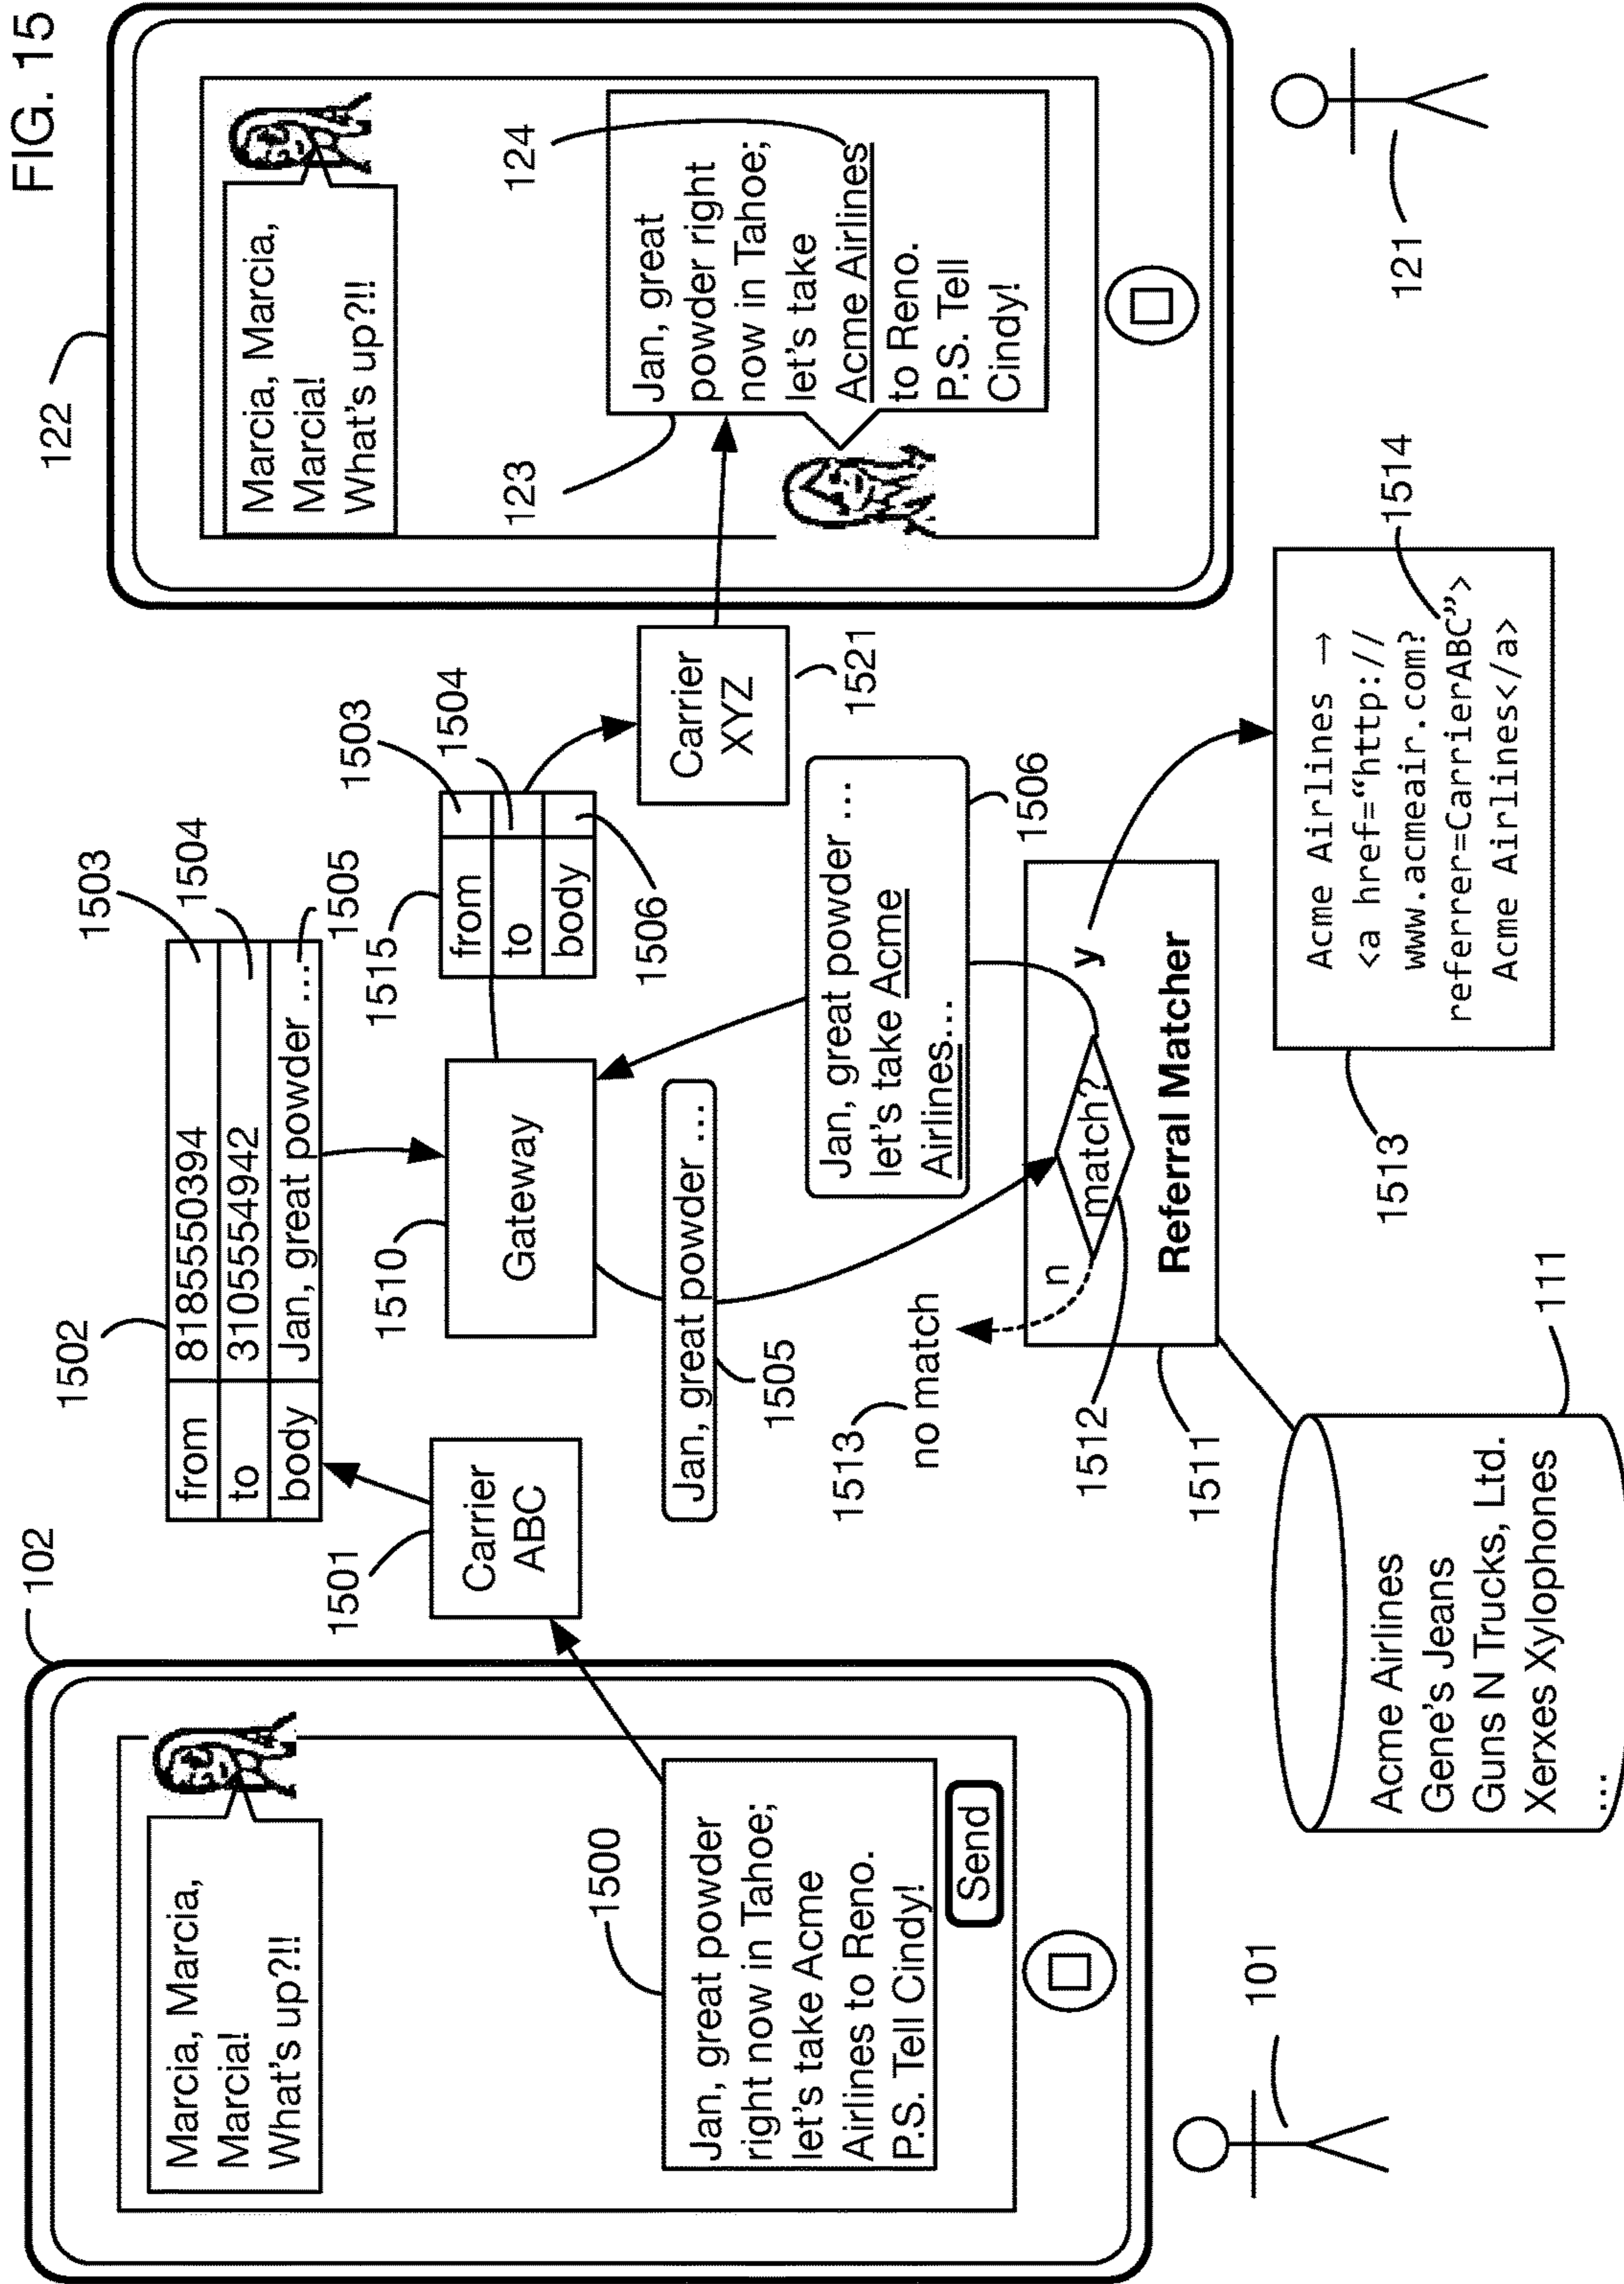 FIG. 15
102
Marcia, Marcia,
Marcia!
What's up?!!
1500
Jan, great powder
right now in Tahoe;
let's take Acme
Airlines to Reno.
P.S. Tell Cindy!
Send
101
1501
Carrier
ABC
1502
from 8185550394
to 3105554942
body Jan, great powder ...
1503
1504
1505
1510
Gateway
Jan, great powder ...
1505
1515
from
to
body
1503
1504
1506
Carrier
XYZ
1521
Jan, great powder ...
let's take Acme
Airlines...
1506
1513
no match
n
match?
y
Referral Matcher
1512
1511
111
Acme Airlines
Gene's Jeans
Guns N Trucks, Ltd.
Xerxes Xylophones
...
1513
Acme Airlines →
<a href="http://
www.acmeair.com?
referrer=CarrierABC">
Acme Airlines</a>
1514
122
Marcia, Marcia,
Marcia!
What's up?!!
123
124
Jan, great
powder right
now in Tahoe;
let's take
Acme Airlines
to Reno.
P.S. Tell
Cindy!
121